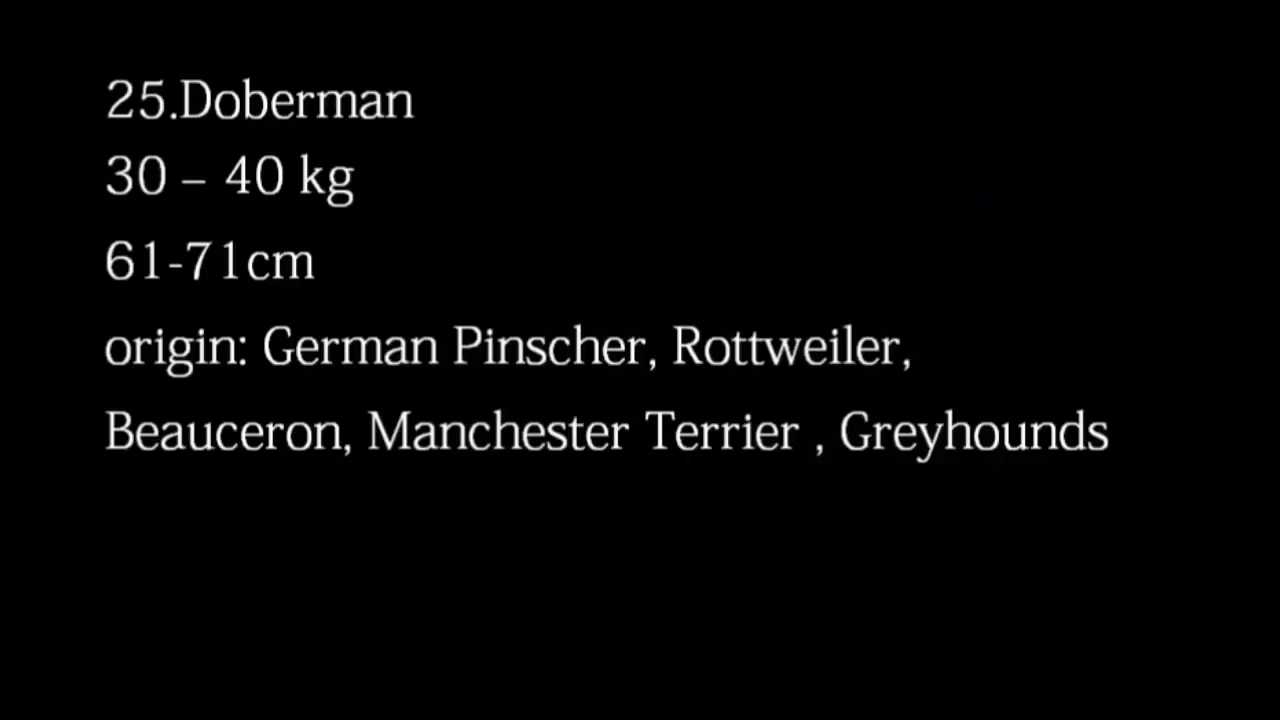 25.Doberman
30 – 40 kg
61-71cm
origin: German Pinscher, Rottweiler,
Beauceron, Manchester Terrier , Greyhounds